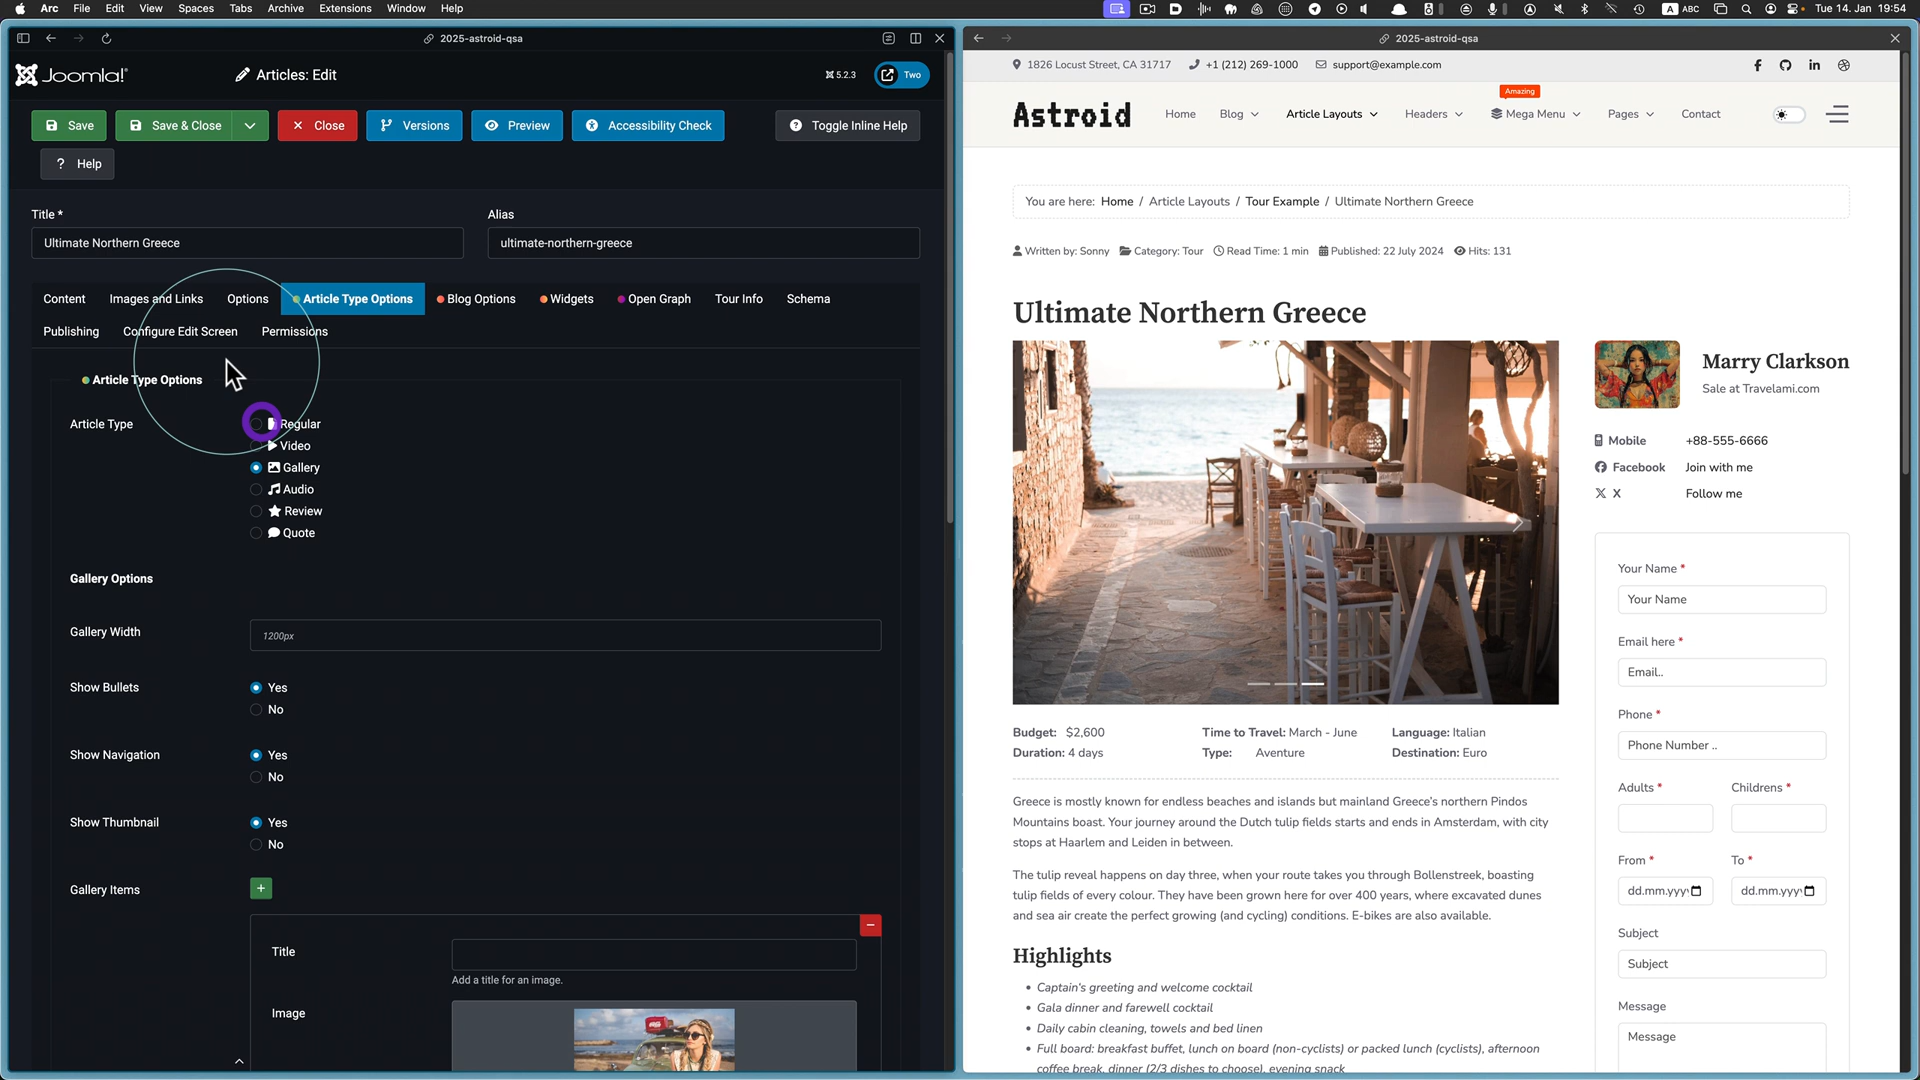 Arc File Edit View Spaces Tabs Archive Extensions Window Help
A ABC Tue 14. Jan 19:54
2025-astroid-qsa
Joomla!
Articles: Edit
5.2.3
Two
Save
Save & Close
Close
Versions
Preview
Accessibility Check
Toggle Inline Help
Help
Title *
Alias
Ultimate Northern Greece
ultimate-northern-greece
Content Images and Links Options Article Type Options Blog Options Widgets Open Graph Tour Info Schema
Publishing Configure Edit Screen Permissions
Article Type Options
Article Type
Regular
Video
Gallery
Audio
Review
Quote
Gallery Options
Gallery Width
1200px
Show Bullets
Yes
No
Show Navigation
Yes
No
Show Thumbnail
Yes
No
Gallery Items
+
Title
Add a title for an image.
Image
2025-astroid-qsa
1826 Locust Street, CA 31717 +1 (212) 269-1000 support@example.com
Amazing
Astroid
Home Blog Article Layouts Headers Mega Menu Pages Contact
You are here: Home / Article Layouts / Tour Example / Ultimate Northern Greece
Written by: Sonny Category: Tour Read Time: 1 min Published: 22 July 2024 Hits: 131
Ultimate Northern Greece
Marry Clarkson
Sale at Travelami.com
Mobile +88-555-6666
Facebook Join with me
X Follow me
Budget: $2,600 Time to Travel: March - June Language: Italian
Duration: 4 days Type: Aventure Destination: Euro
Greece is mostly known for endless beaches and islands but mainland Greece's northern Pindos
Mountains boast. Your journey around the Dutch tulip fields starts and ends in Amsterdam, with city
stops at Haarlem and Leiden in between.
The tulip reveal happens on day three, when your route takes you through Bollenstreek, boasting
tulip fields of every colour. They have been grown here for over 400 years, where excavated dunes
and sea air create the perfect growing (and cycling) conditions. E-bikes are also available.
Highlights
• Captain's greeting and welcome cocktail
• Gala dinner and farewell cocktail
• Daily cabin cleaning, towels and bed linen
• Full board: breakfast buffet, lunch on board (non-cyclists) or packed lunch (cyclists), afternoon
coffee break, dinner (2/3 dishes to choose), evening snack
Your Name *
Your Name
Email here *
Email..
Phone *
Phone Number ..
Adults *
Childrens *
From *
To *
dd.mm.yyy
dd.mm.yyy
Subject
Subject
Message
Message